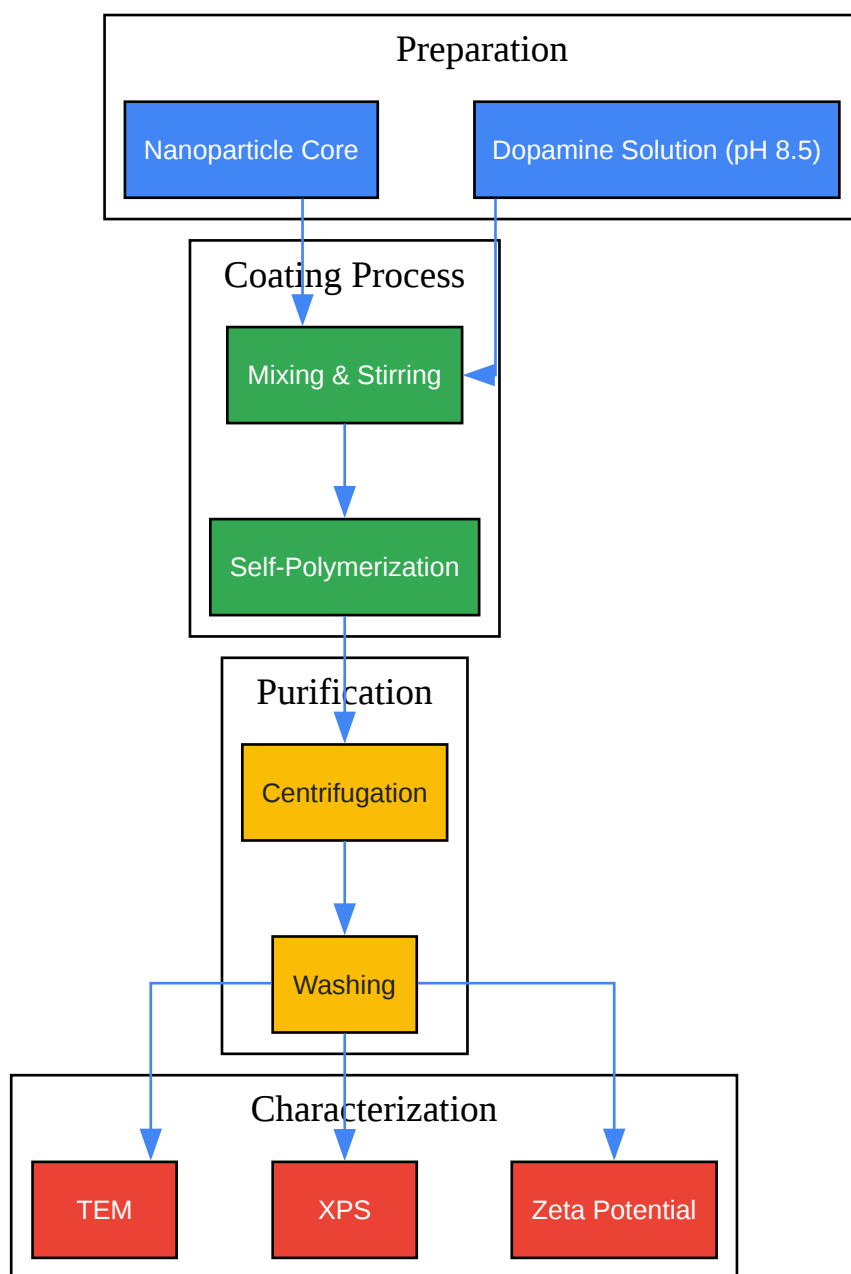 Preparation
Nanoparticle Core
Dopamine Solution (pH 8.5)
Coating Process
Mixing & Stirring
Self-Polymerization
Purification
Centrifugation
Washing
Characterization
TEM
XPS
Zeta Potential